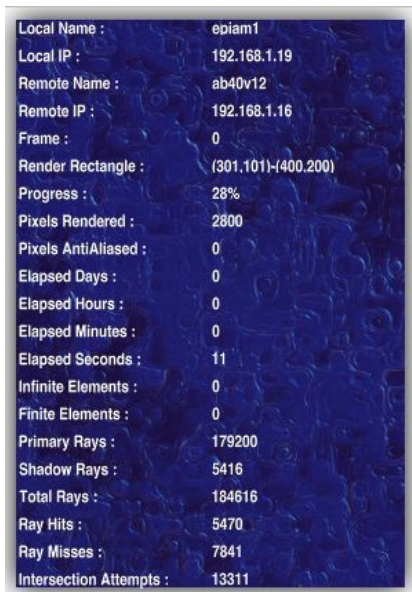 Local Name : epiam1
Local IP : 192.168.1.19
Remote Name : ab40v12
Remote IP : 192.168.1.16
Frame : 0
Render Rectangle : (301,101)-(400,200)
Progress : 28%
Pixels Rendered : 2800
Pixels AntiAliased : 0
Elapsed Days : 0
Elapsed Hours : 0
Elapsed Minutes : 0
Elapsed Seconds : 11
Infinite Elements : 0
Finite Elements : 0
Primary Rays : 179200
Shadow Rays : 5416
Total Rays : 184616
Ray Hits : 5470
Ray Misses : 7841
Intersection Attempts : 13311